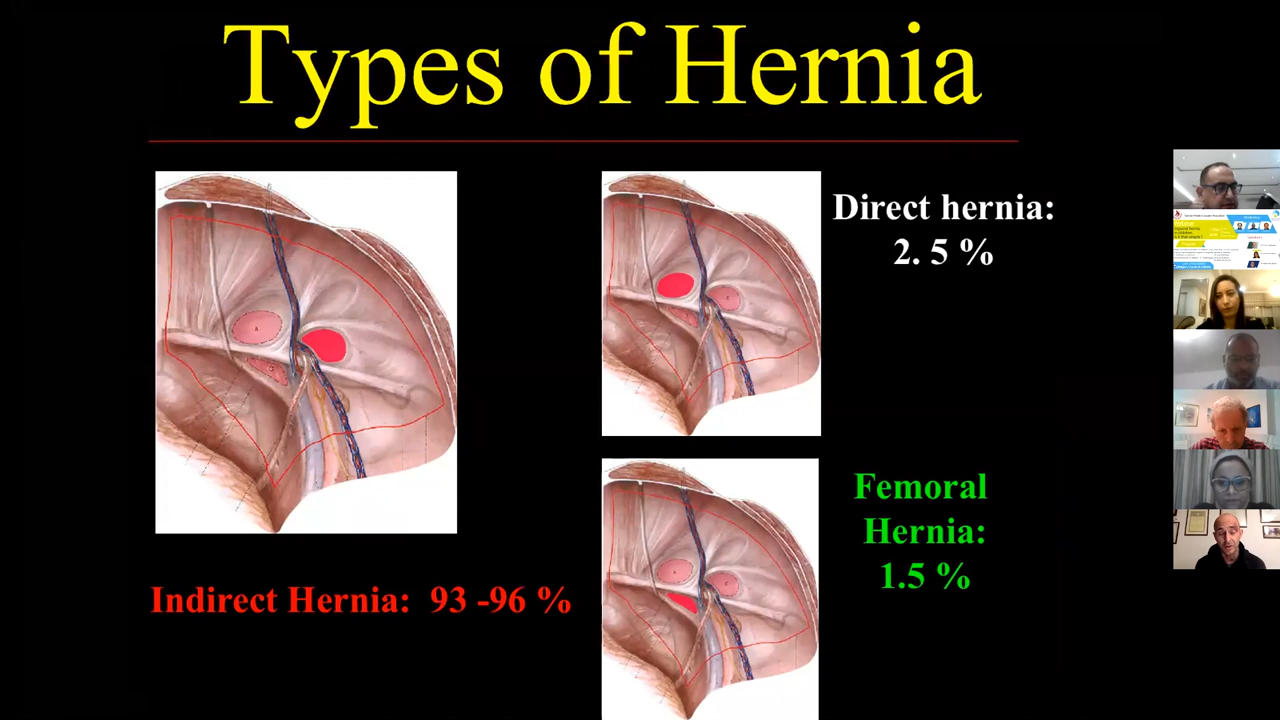 Types of Hernia
Direct hernia:
2. 5 %
Femoral
Hernia:
1.5 %
Indirect Hernia: 93 -96 %